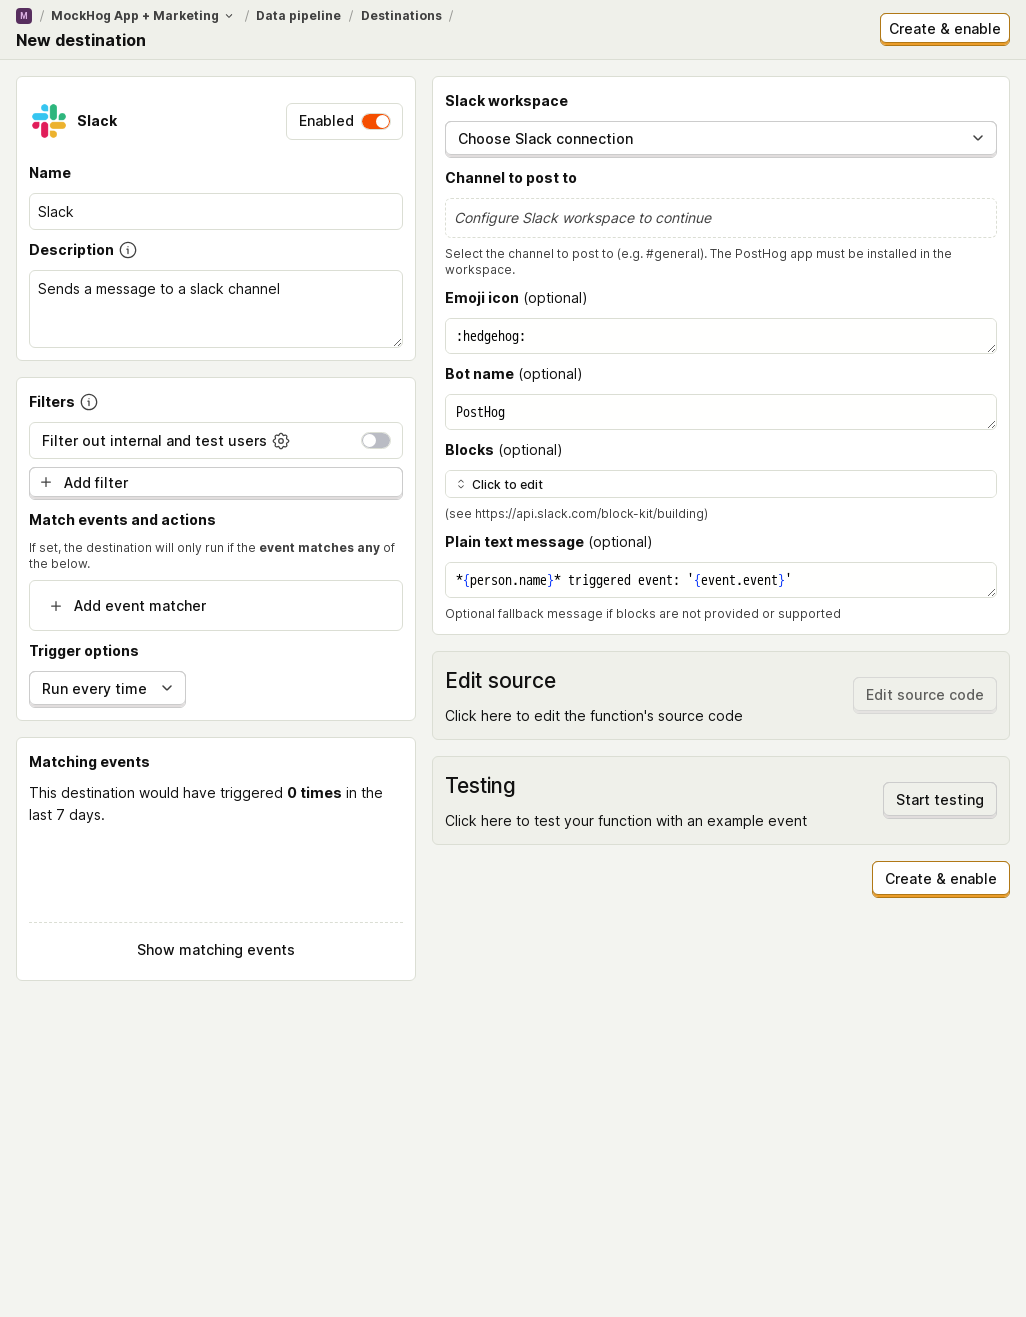 M / MockHog App + Marketing / Data pipeline / Destinations /
New destination
Create & enable
Slack
Enabled
Name
Slack
Description
Sends a message to a slack channel
Filters
Filter out internal and test users
Add filter
Match events and actions
If set, the destination will only run if the event matches any of
the below.
Add event matcher
Trigger options
Run every time
Matching events
This destination would have triggered 0 times in the
last 7 days.
Show matching events
Slack workspace
Choose Slack connection
Channel to post to
Configure Slack workspace to continue
Select the channel to post to (e.g. #general). The PostHog app must be installed in the
workspace.
Emoji icon (optional)
:hedgehog:
Bot name (optional)
PostHog
Blocks (optional)
Click to edit
(see https://api.slack.com/block-kit/building)
Plain text message (optional)
*{person.name}* triggered event: '{event.event}'
Optional fallback message if blocks are not provided or supported
Edit source
Click here to edit the function's source code
Edit source code
Testing
Click here to test your function with an example event
Start testing
Create & enable